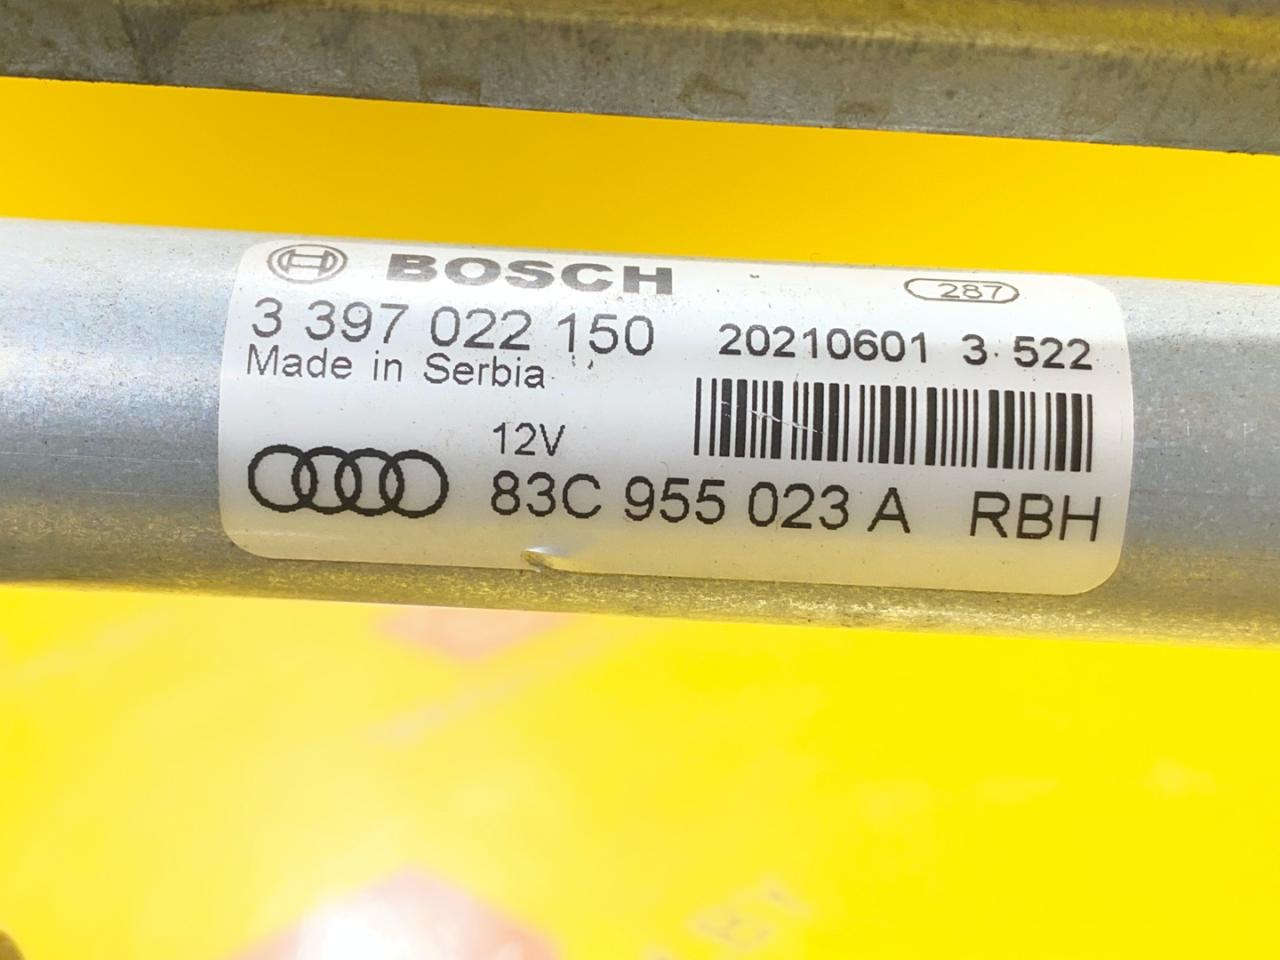 BOSCH
287
3 397 022 150
20210601 3 522
Made in Serbia
12V
83C 955 023 A RBH